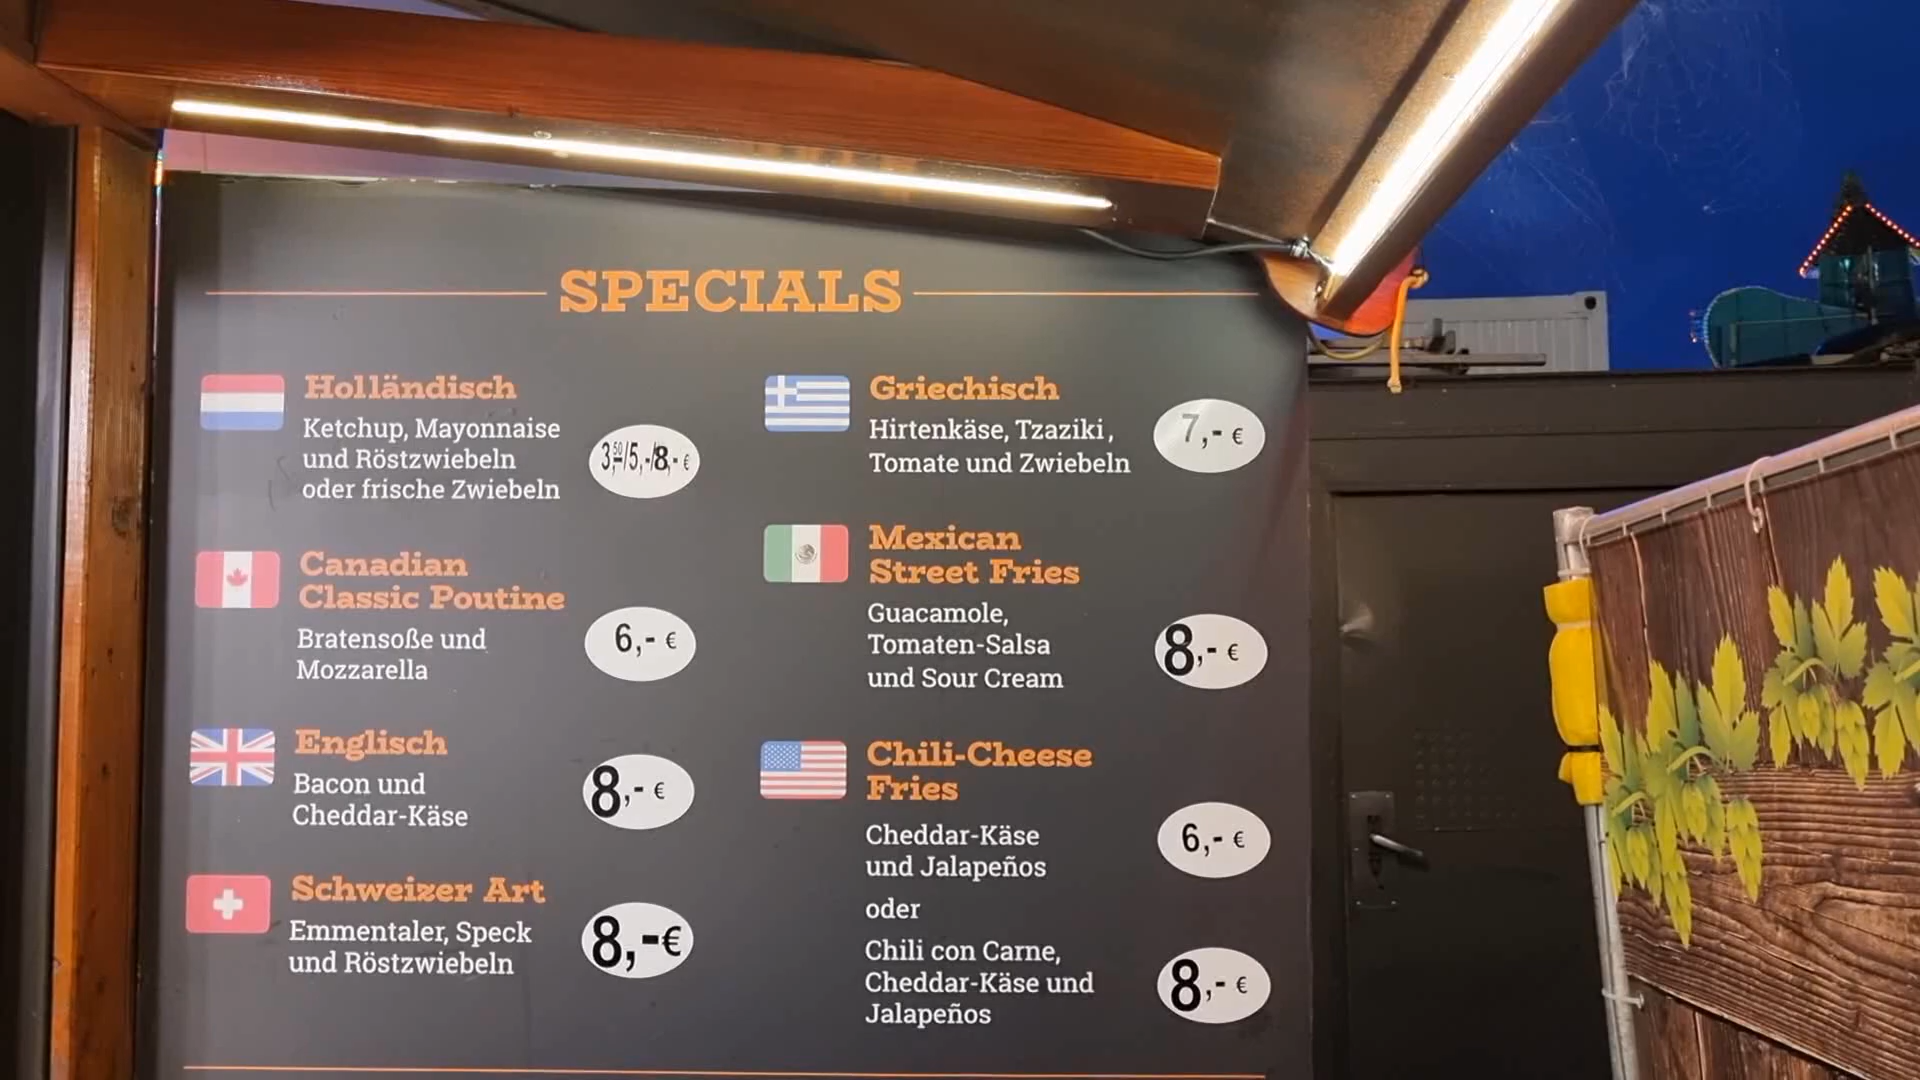 SPECIALS
Holländisch
Ketchup, Mayonnaise
und Röstzwiebeln
oder frische Zwiebeln
3,50/5,-/8,- €
Canadian
Classic Poutine
Bratensoße und
Mozzarella
6,- €
Englisch
Bacon und
Cheddar-Käse
8,- €
Schweizer Art
Emmentaler, Speck
und Röstzwiebeln
8,-€
Griechisch
Hirtenkäse, Tzaziki,
Tomate und Zwiebeln
7,- €
Mexican
Street Fries
Guacamole,
Tomaten-Salsa
und Sour Cream
8,- €
Chili-Cheese
Fries
Cheddar-Käse
und Jalapeños
6,- €
oder
Chili con Carne,
Cheddar-Käse und
Jalapeños
8,- €